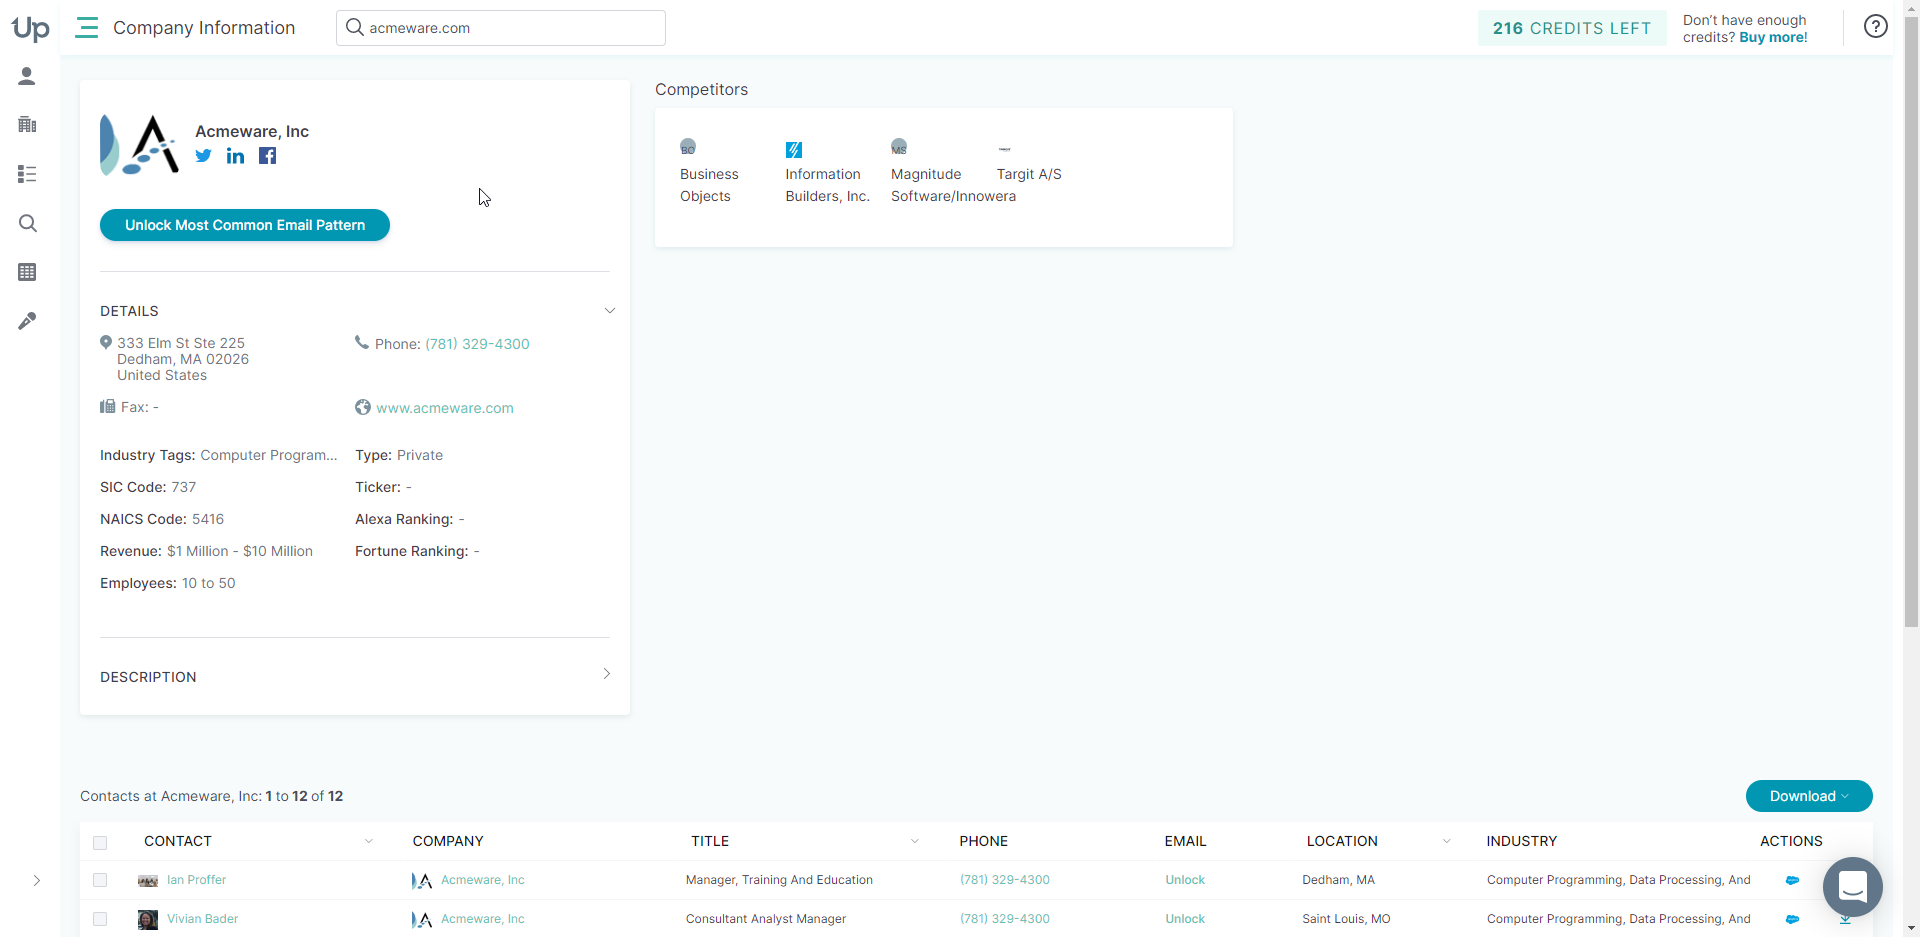 Up
Company Information
acmeware.com
216 CREDITS LEFT
Don't have enough
credits? Buy more!
?
Acmeware, Inc
Unlock Most Common Email Pattern
DETAILS
333 Elm St Ste 225
Dedham, MA 02026
United States
Phone: (781) 329-4300
Fax: -
www.acmeware.com
Industry Tags: Computer Program...
Type: Private
SIC Code: 737
Ticker: -
NAICS Code: 5416
Alexa Ranking: -
Revenue: $1 Million - $10 Million
Fortune Ranking: -
Employees: 10 to 50
DESCRIPTION
Competitors
BO
Business
Objects
Information
Builders, Inc.
MS
Magnitude
Software/Innowera
Targit A/S
Contacts at Acmeware, Inc: 1 to 12 of 12
Download
CONTACT COMPANY TITLE PHONE EMAIL LOCATION INDUSTRY ACTIONS
Ian Proffer Acmeware, Inc Manager, Training And Education (781) 329-4300 Unlock Dedham, MA Computer Programming, Data Processing, And
Vivian Bader Acmeware, Inc Consultant Analyst Manager (781) 329-4300 Unlock Saint Louis, MO Computer Programming, Data Processing, And